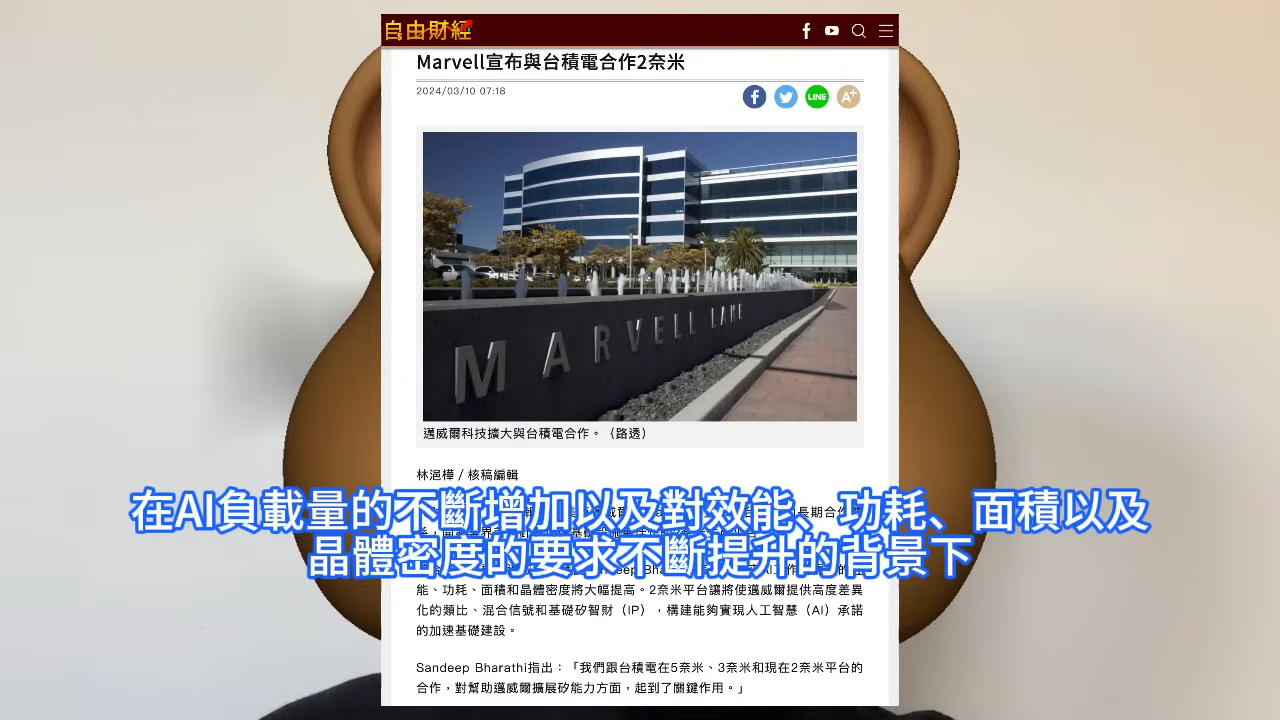 自由財經
Marvell宣布與台積電合作2奈米
2024/03/10 07:18
LINE
A+
MARVELL LANE
邁威爾科技擴大與台積電合作。（路透）
林浥樺／核稿編輯
在AI負載量的不斷增加以及對效能、功耗、面積以及
晶體密度的要求不斷提升的背景下
能、功耗、面積和晶體密度將大幅提高。2奈米平台讓將使邁威爾提供高度差異
化的類比、混合信號和基礎矽智財（IP），構建能夠實現人工智慧（AI）承諾
的加速基礎建設。
Sandeep Bharathi指出：「我們跟台積電在5奈米、3奈米和現在2奈米平台的
合作，對幫助邁威爾擴展矽能力方面，起到了關鍵作用。」